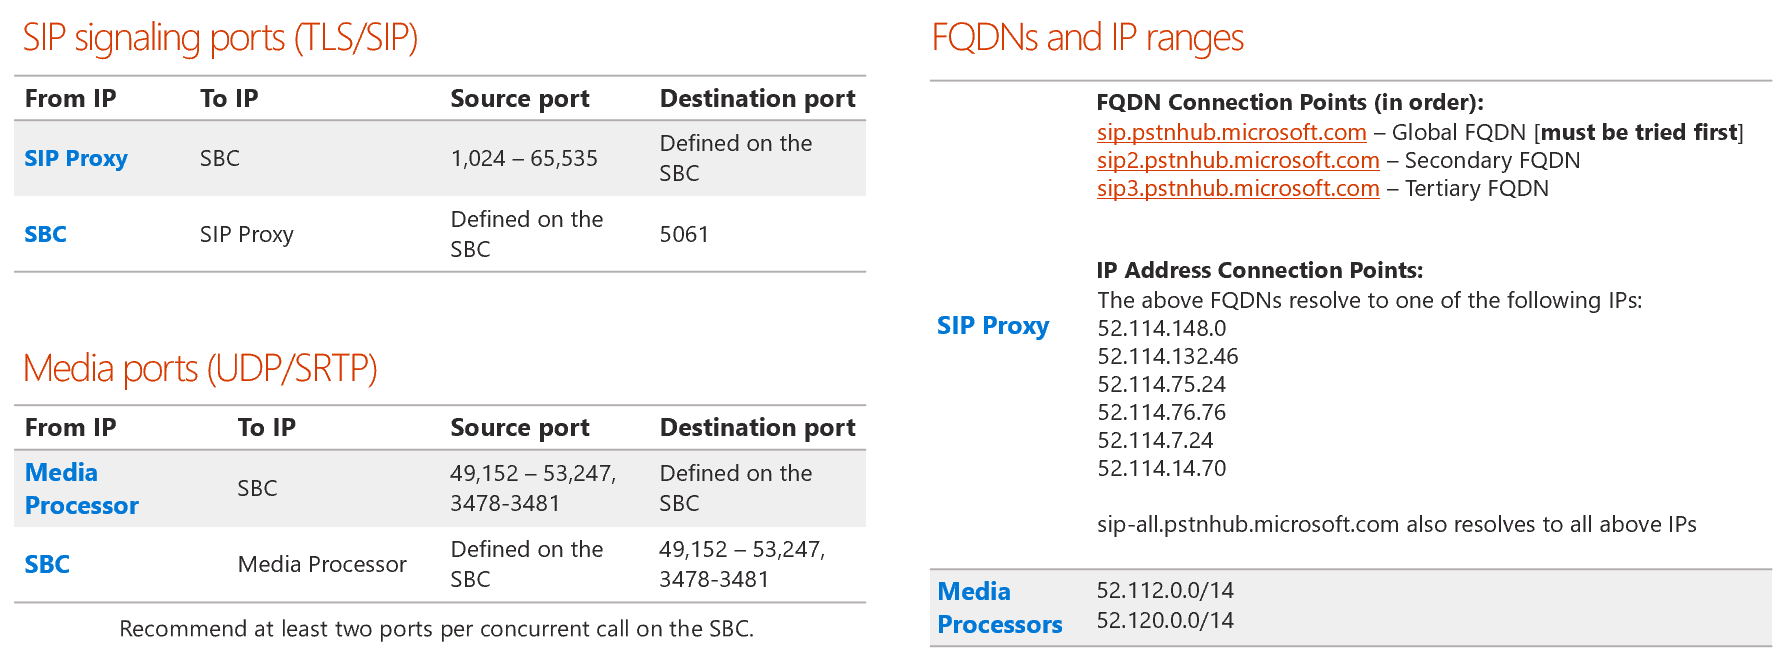 SIP signaling ports (TLS/SIP)
From IP To IP Source port Destination port
SIP Proxy SBC 1,024 – 65,535 Defined on the
SBC
SBC SIP Proxy Defined on the
SBC 5061
Media ports (UDP/SRTP)
From IP To IP Source port Destination port
Media
Processor SBC 49,152 – 53,247,
3478-3481 Defined on the
SBC
SBC Media Processor Defined on the
SBC 49,152 – 53,247,
3478-3481
Recommend at least two ports per concurrent call on the SBC.
FQDNs and IP ranges
SIP Proxy
FQDN Connection Points (in order):
sip.pstnhub.microsoft.com – Global FQDN [must be tried first]
sip2.pstnhub.microsoft.com – Secondary FQDN
sip3.pstnhub.microsoft.com – Tertiary FQDN
IP Address Connection Points:
The above FQDNs resolve to one of the following IPs:
52.114.148.0
52.114.132.46
52.114.75.24
52.114.76.76
52.114.7.24
52.114.14.70
sip-all.pstnhub.microsoft.com also resolves to all above IPs
Media
Processors
52.112.0.0/14
52.120.0.0/14